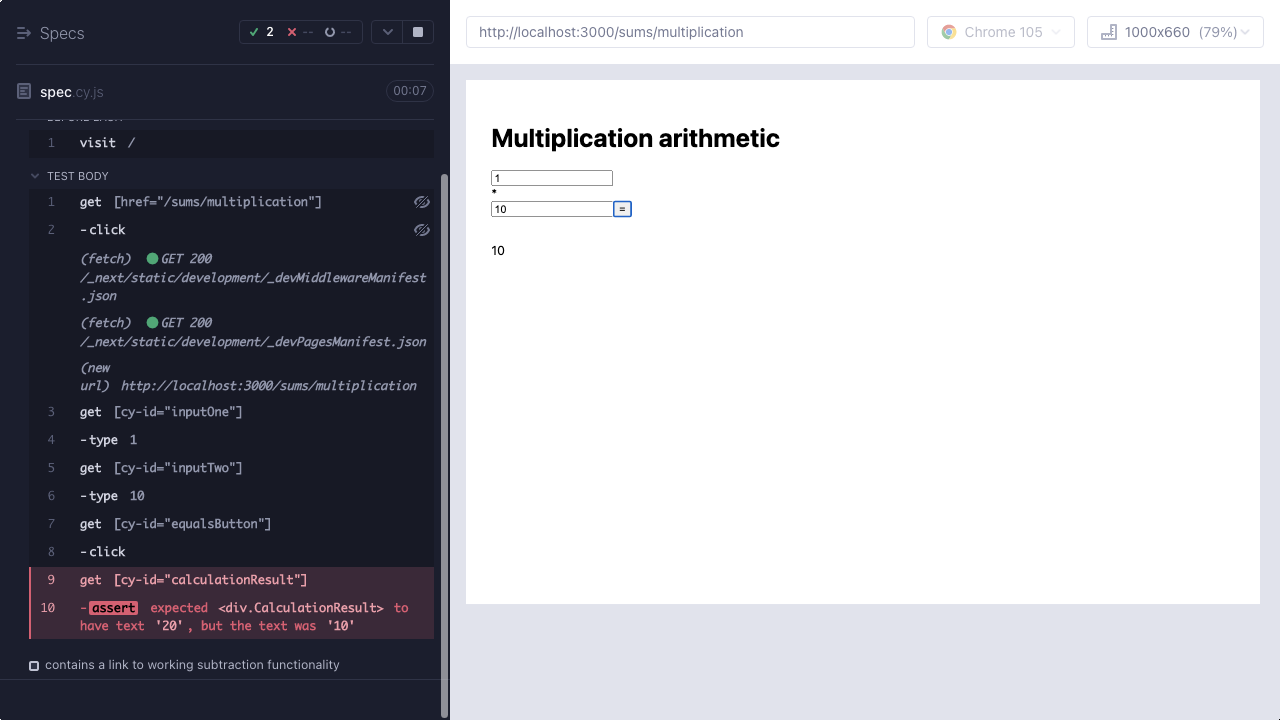 Specs
2
--
--
spec.cy.js
00:07
1 visit /
TEST BODY
1 get [href="/sums/multiplication"]
2 -click
(fetch) GET 200
/_next/static/development/_devMiddlewareManifest
.json
(fetch) GET 200
/_next/static/development/_devPagesManifest.json
(new
url) http://localhost:3000/sums/multiplication
3 get [cy-id="inputOne"]
4 -type 1
5 get [cy-id="inputTwo"]
6 -type 10
7 get [cy-id="equalsButton"]
8 -click
9 get [cy-id="calculationResult"]
10 -assert expected <div.CalculationResult> to
have text '20', but the text was '10'
contains a link to working subtraction functionality
http://localhost:3000/sums/multiplication
Chrome 105
1000x660 (79%)
Multiplication arithmetic
1
*
10 =
10